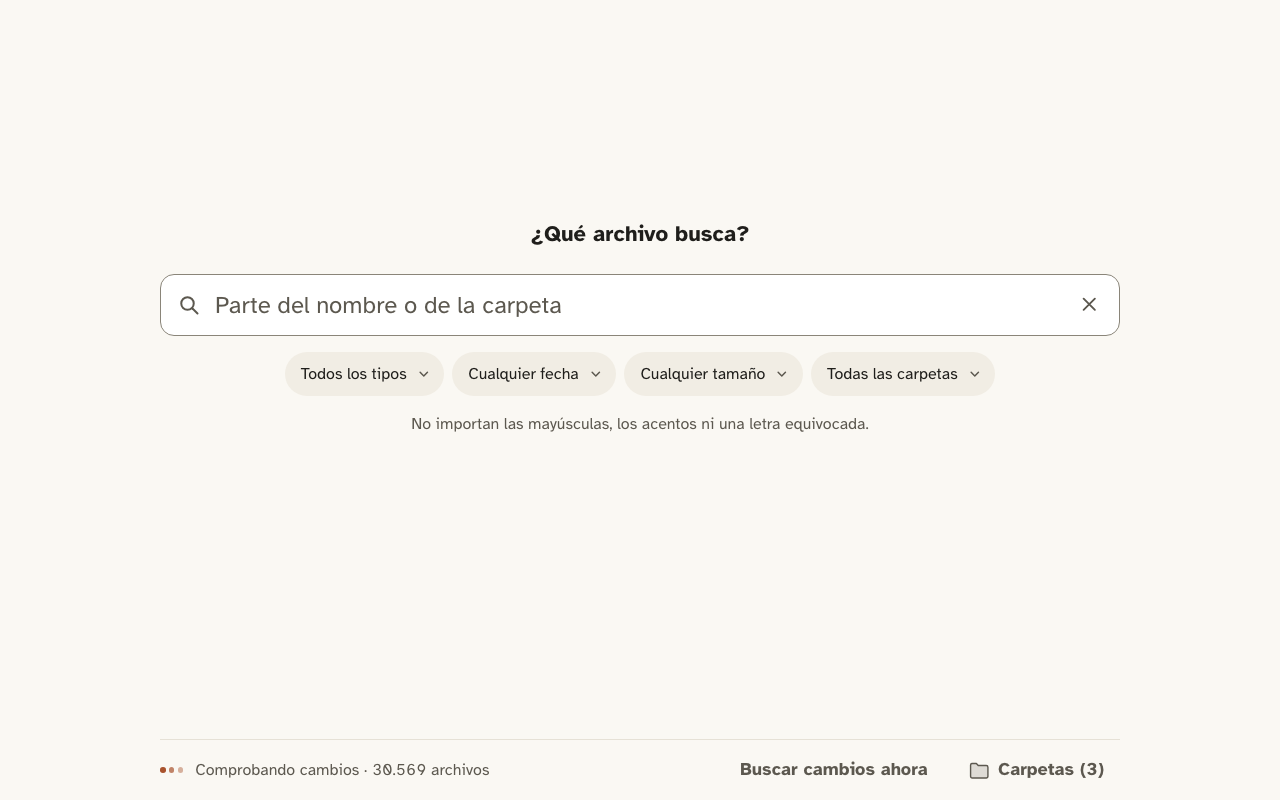 ¿Qué archivo busca?
Parte del nombre o de la carpeta
Todos los tipos
Cualquier fecha
Cualquier tamaño
Todas las carpetas
No importan las mayúsculas, los acentos ni una letra equivocada.
Comprobando cambios · 30.569 archivos
Buscar cambios ahora
Carpetas (3)